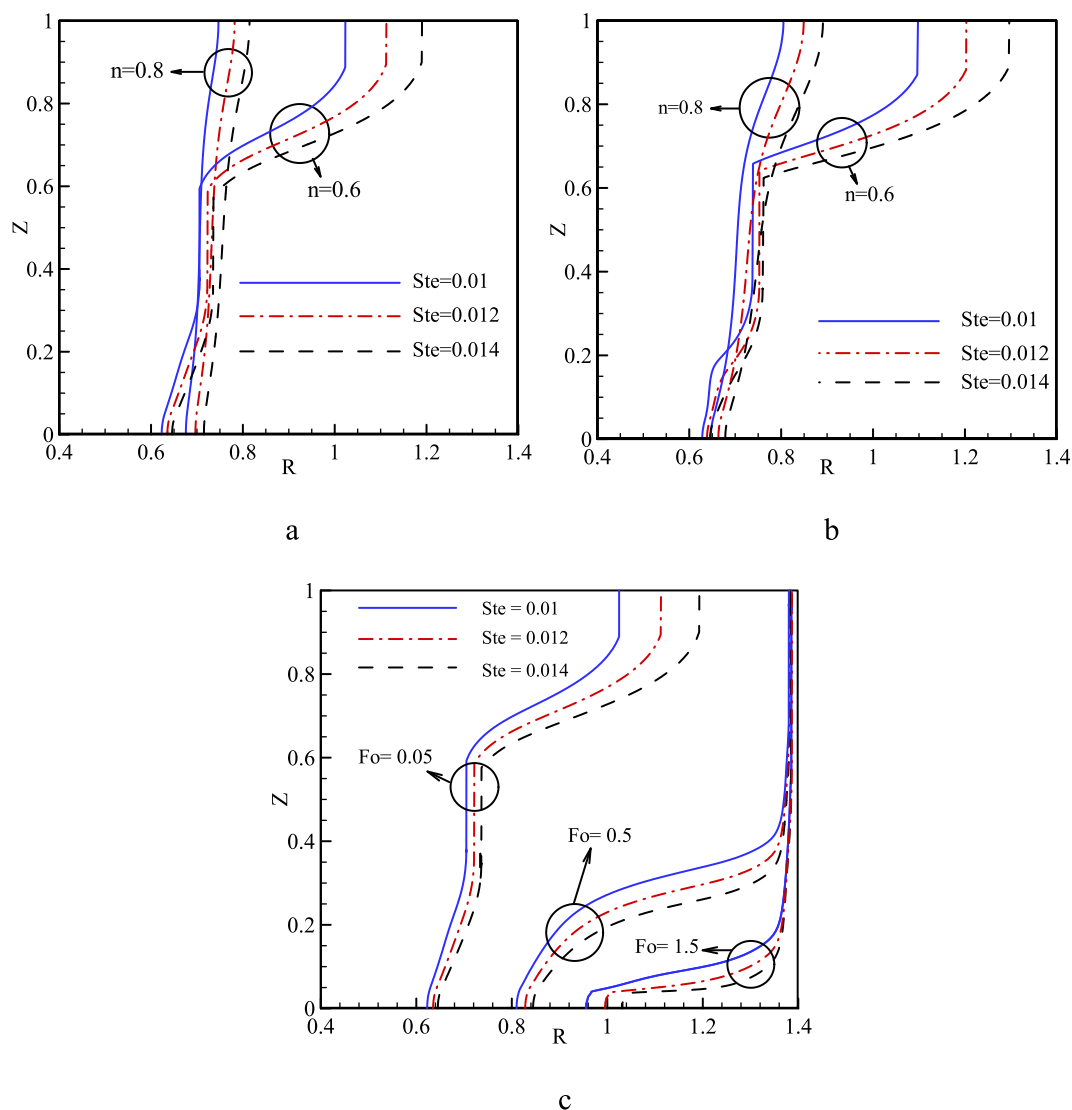 1
0.8
0.6
0.4
0.2
0
Z
0.4 0.6 0.8 1 1.2 1.4
R
n=0.8
n=0.6
Ste=0.01
Ste=0.012
Ste=0.014
a
1
0.8
0.6
0.4
0.2
0
Z
0.4 0.6 0.8 1 1.2 1.4
R
n=0.8
n=0.6
Ste=0.01
Ste=0.012
Ste=0.014
b
1
0.8
0.6
0.4
0.2
0
Z
0.4 0.6 0.8 1 1.2 1.4
R
Ste = 0.01
Ste = 0.012
Ste = 0.014
Fo= 0.05
Fo= 0.5
Fo= 1.5
c